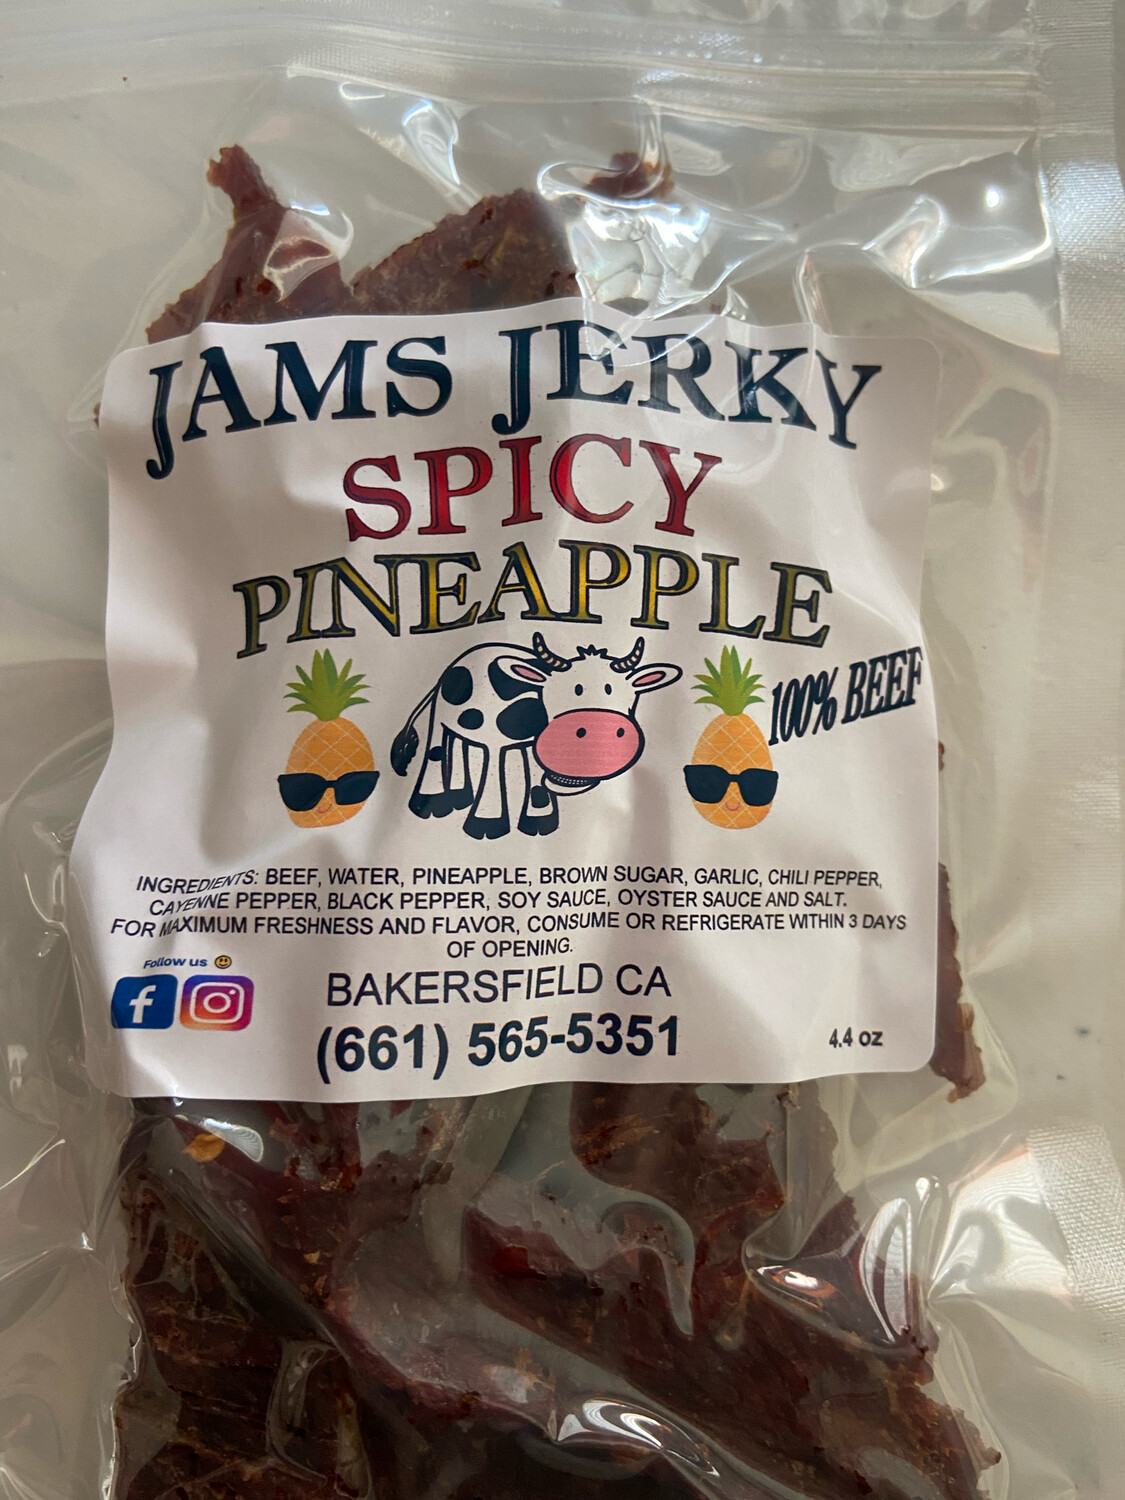 JAMS JERKY
SPICY
PINEAPPLE
100% BEEF
INGREDIENTS: BEEF, WATER, PINEAPPLE, BROWN SUGAR, GARLIC, CHILI PEPPER,
CAYENNE PEPPER, BLACK PEPPER, SOY SAUCE, OYSTER SAUCE AND SALT.
FOR MAXIMUM FRESHNESS AND FLAVOR, CONSUME OR REFRIGERATE WITHIN 3 DAYS
OF OPENING.
Follow us
BAKERSFIELD CA
(661) 565-5351
4.4 oz